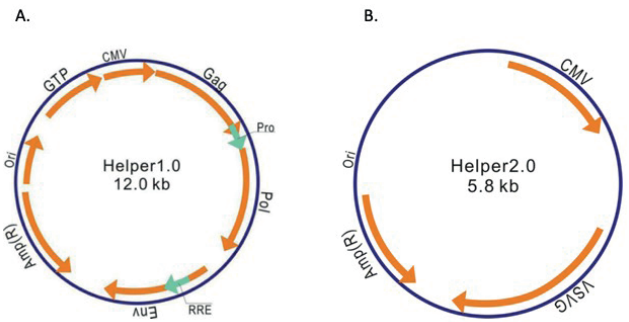 A.
B.
GTP
CMV
Gag
Pro
Pol
RRE
Env
Amp(R)
Ori
Helper1.0
12.0 kb
CMV
VSVG
Amp(R)
Ori
Helper2.0
5.8 kb